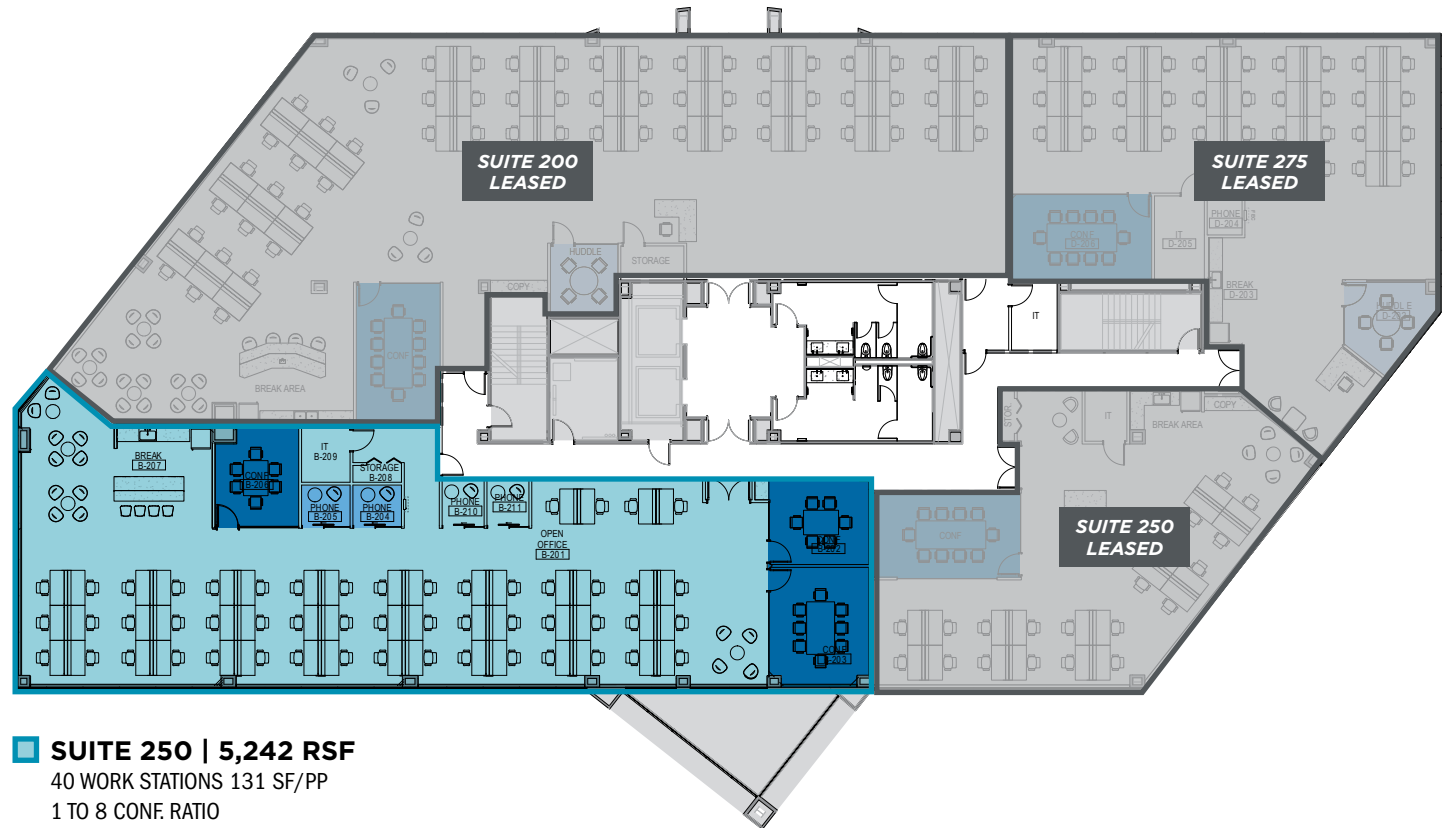 SUITE 200
LEASED
SUITE 275
LEASED
CONF
D-205
IT
PHONE
D-204
HUDDLE
STORAGE
COPY
IT
BREAK
D-203
HUDDLE
CONF
BREAK AREA
STOR
IT
COPY
BREAK AREA
BREAK
B-207
IT
B-209
STORAGE
B-208
CONF
B-206
PHONE
B-205
PHONE
B-204
PHONE
B-210
PHONE
B-211
OPEN
OFFICE
B-201
B-202
CONF
B-203
CONF
SUITE 250
LEASED
SUITE 250 | 5,242 RSF
40 WORK STATIONS 131 SF/PP
1 TO 8 CONF. RATIO